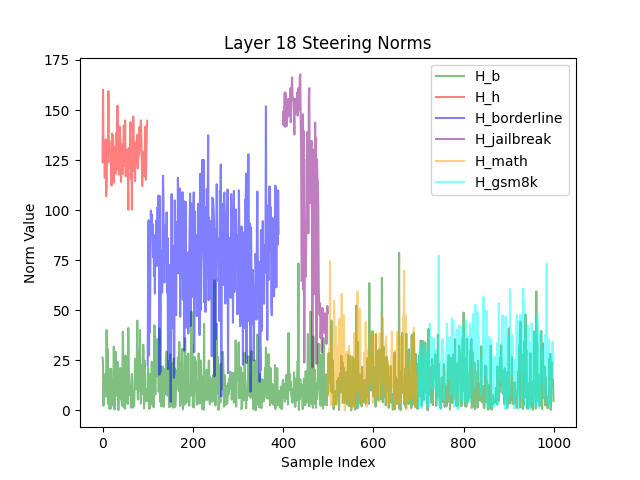 Layer 18 Steering Norms
Norm Value
175
150
125
100
75
50
25
0
H_b
H_h
H_borderline
H_jailbreak
H_math
H_gsm8k
0
200
400
600
800
1000
Sample Index